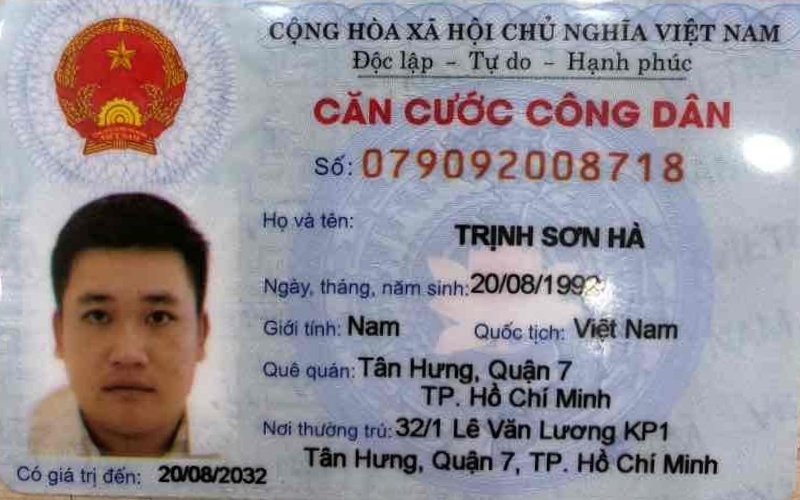 CỘNG HÒA XÃ HỘI CHỦ NGHĨA VIỆT NAM
Độc lập - Tự do - Hạnh phúc
CĂN CƯỚC CÔNG DÂN
Số: 079092008718
Họ và tên: TRỊNH SƠN HÀ
Ngày, tháng, năm sinh: 20/08/1992
Giới tính: Nam Quốc tịch: Việt Nam
Quê quán: Tân Hưng, Quận 7
TP. Hồ Chí Minh
Nơi thường trú: 32/1 Lê Văn Lương KP1
Tân Hưng, Quận 7, TP. Hồ Chí Minh
Có giá trị đến: 20/08/2032